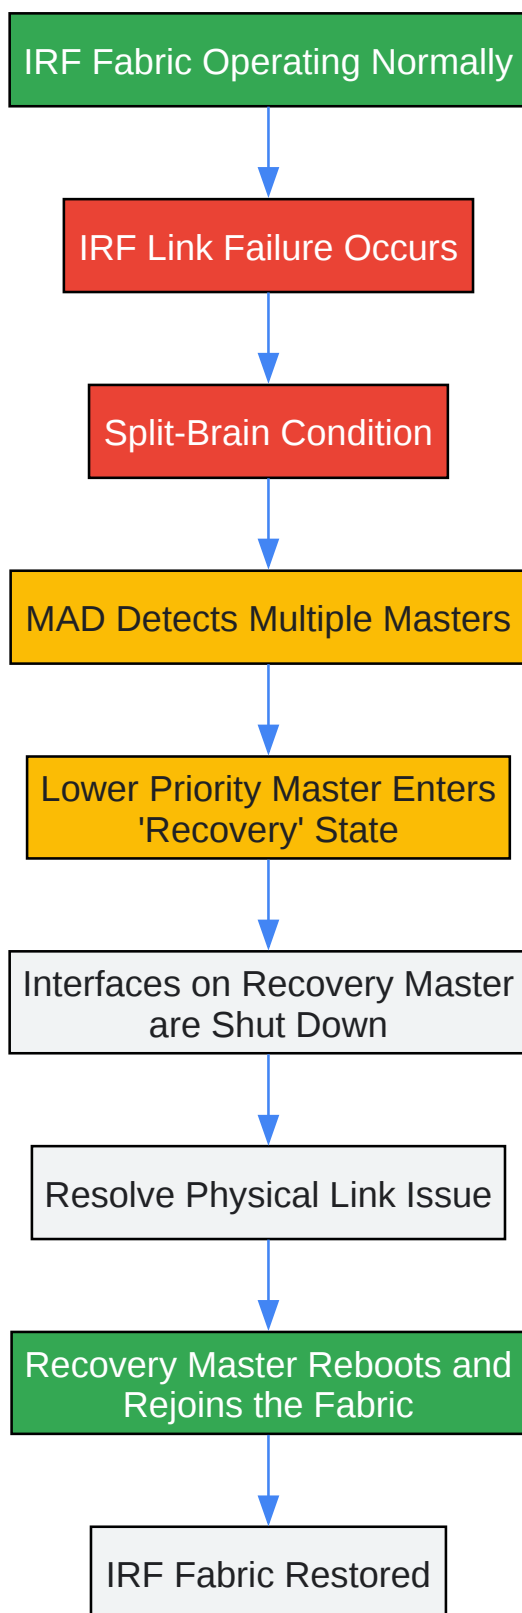 IRF Fabric Operating Normally
IRF Link Failure Occurs
Split-Brain Condition
MAD Detects Multiple Masters
Lower Priority Master Enters
'Recovery' State
Interfaces on Recovery Master
are Shut Down
Resolve Physical Link Issue
Recovery Master Reboots and
Rejoins the Fabric
IRF Fabric Restored